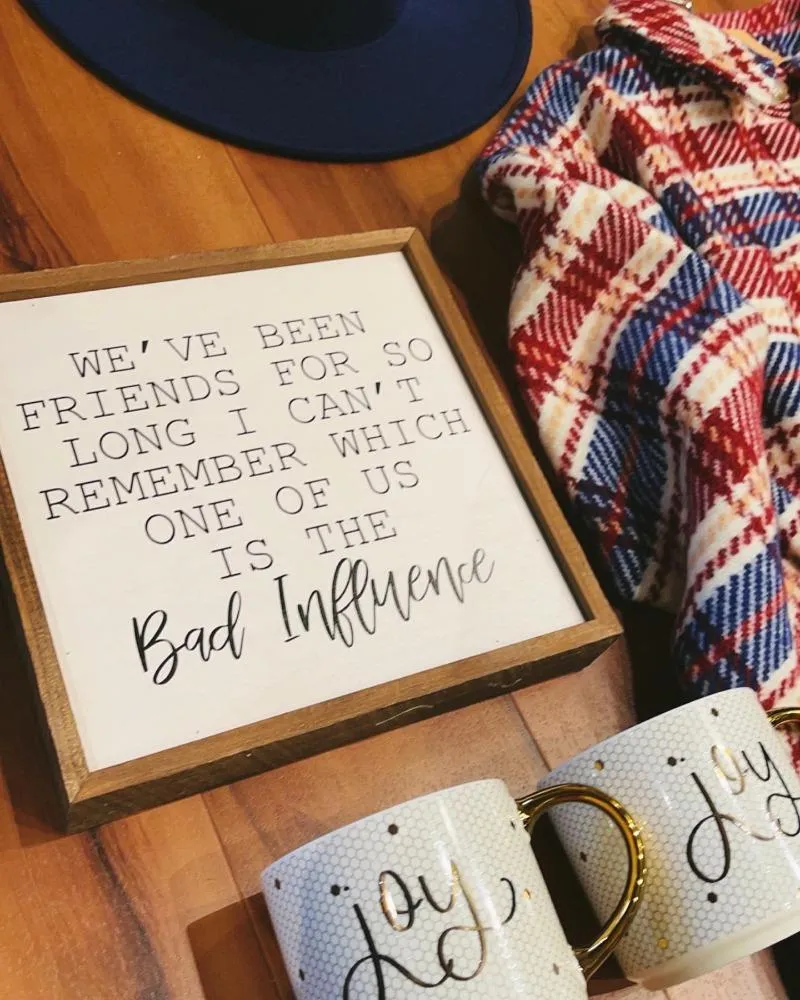 WE'VE BEEN
FRIENDS FOR SO
LONG I CAN'T
REMEMBER WHICH
ONE OF US
IS THE
Bad Influence
joy
joy